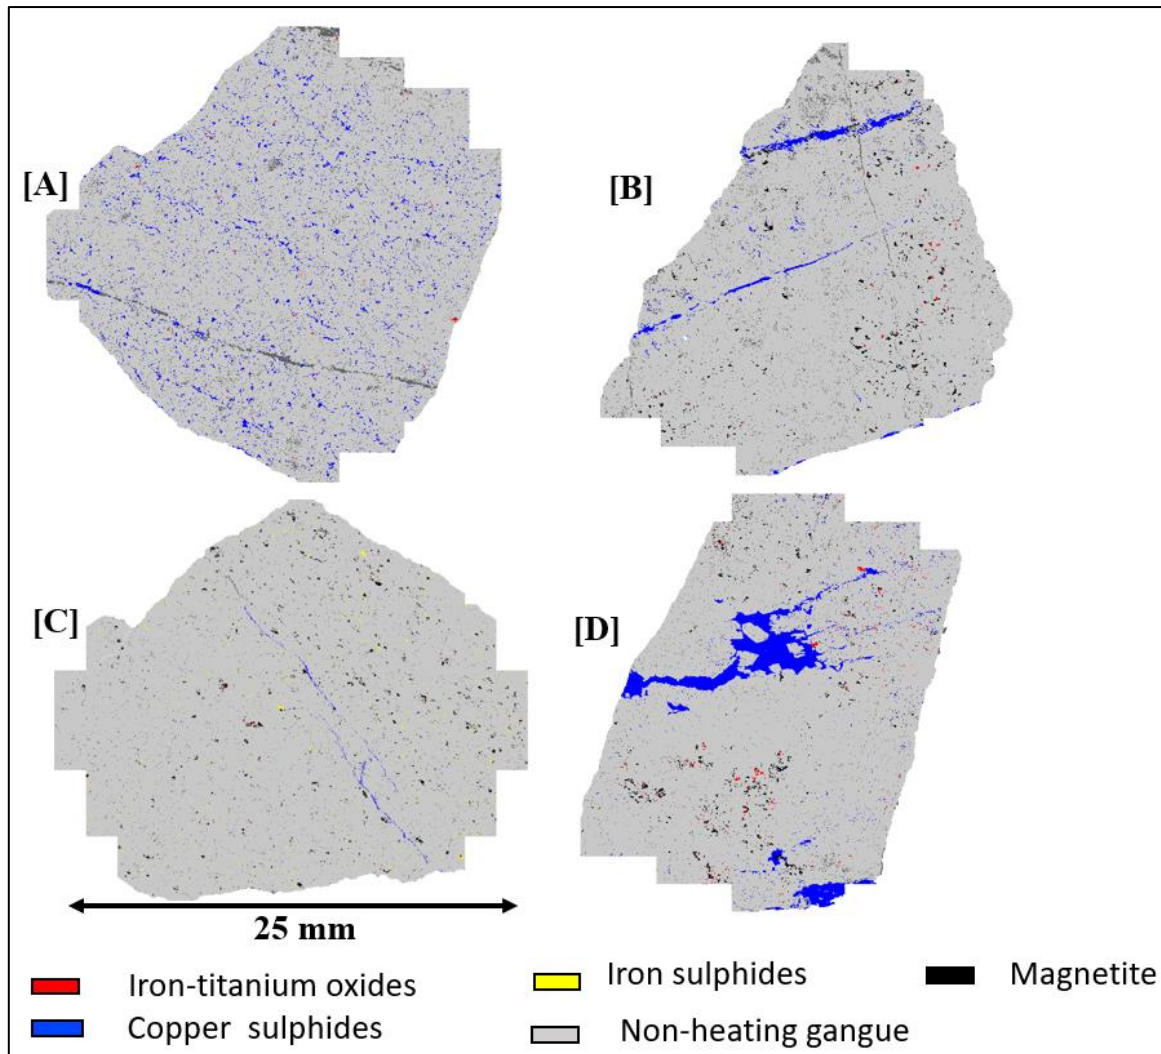 [A]
[B]
[C]
[D]
25 mm
Iron-titanium oxides
Iron sulphides
Magnetite
Copper sulphides
Non-heating gangue